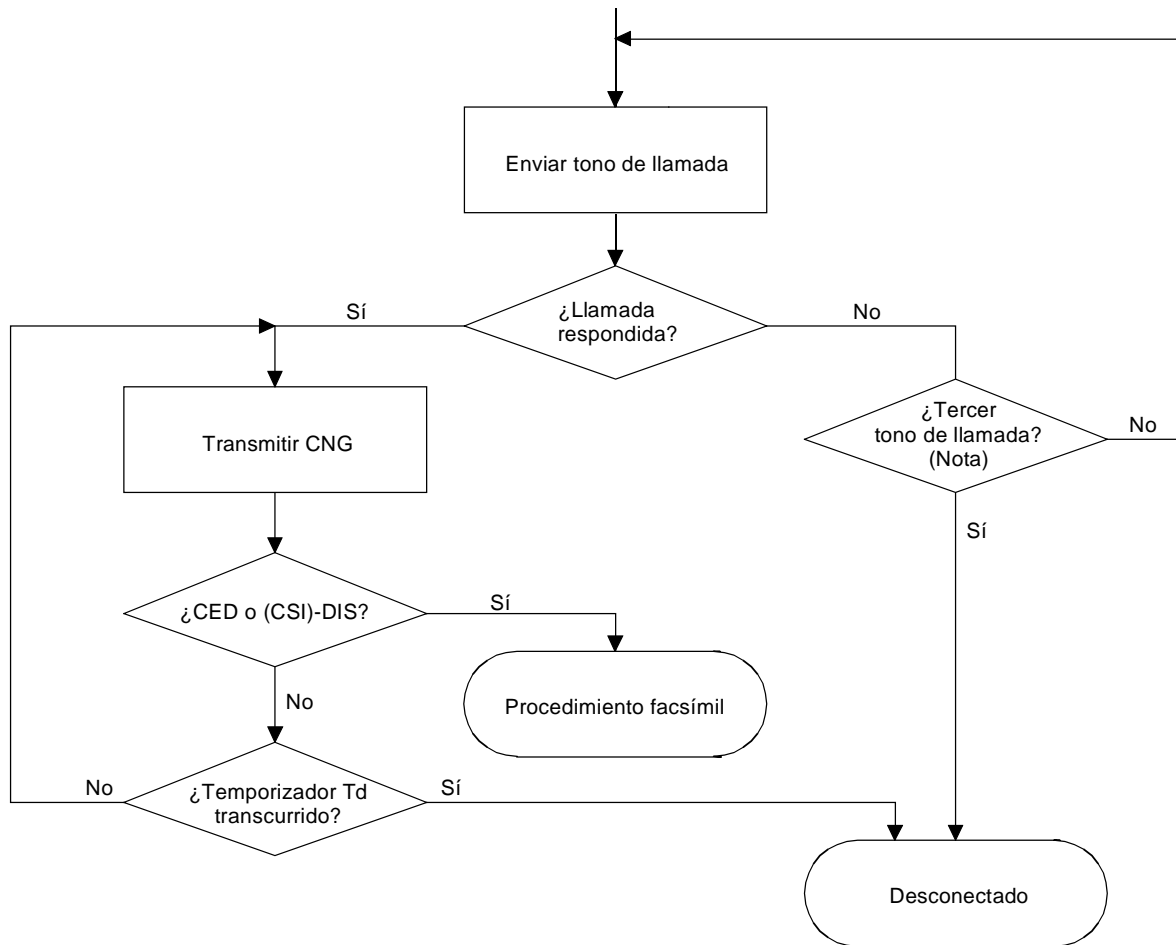 Enviar tono de llamada
¿Llamada
respondida?
Sí
No
¿Tercer
tono de llamada?
(Nota)
No
Sí
Transmitir CNG
¿CED o (CSI)-DIS?
Sí
No
Procedimiento facsímil
¿Temporizador Td
transcurrido?
No
Sí
Desconectado